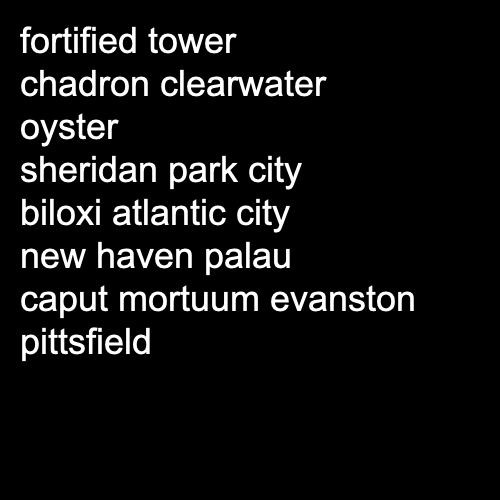 fortified tower
chadron clearwater
oyster
sheridan park city
biloxi atlantic city
new haven palau
caput mortuum evanston
pittsfield